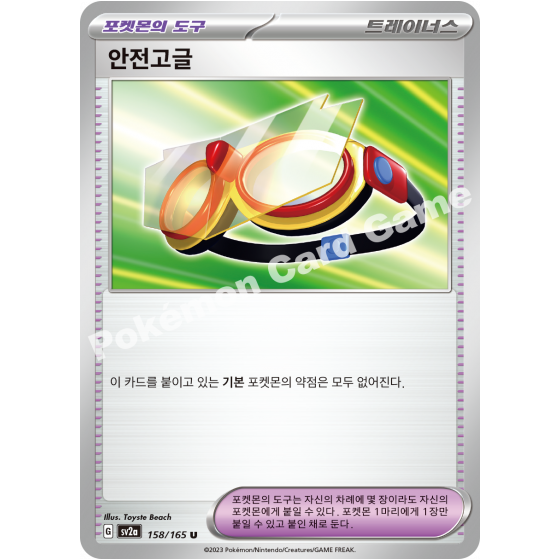 포켓몬의 도구
트레이너스
안전고글
Pokémon Card Game
이 카드를 붙이고 있는 기본 포켓몬의 약점은 모두 없어진다.
Illus. Toyste Beach
G sv2a 158/165 U
포켓몬의 도구는 자신의 차례에 몇 장이라도 자신의
포켓몬에게 붙일 수 있다. 포켓몬 1마리에게 1장만
붙일 수 있고 붙인 채로 둔다.
©2023 Pokémon/Nintendo/Creatures/GAME FREAK.